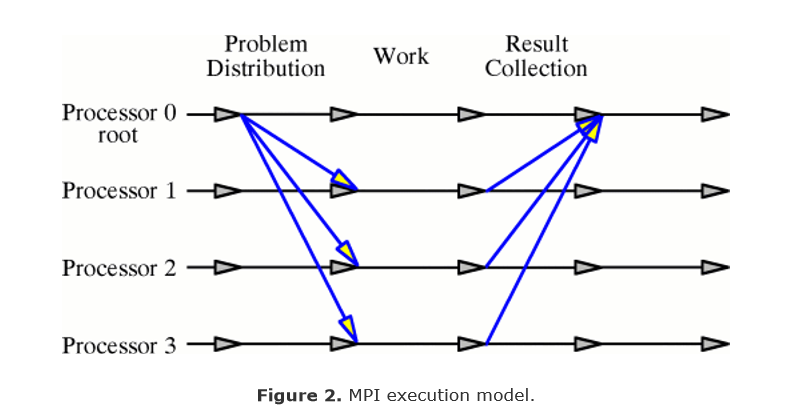 Problem
Distribution
Work
Result
Collection
Processor 0
root
Processor 1
Processor 2
Processor 3
Figure 2. MPI execution model.